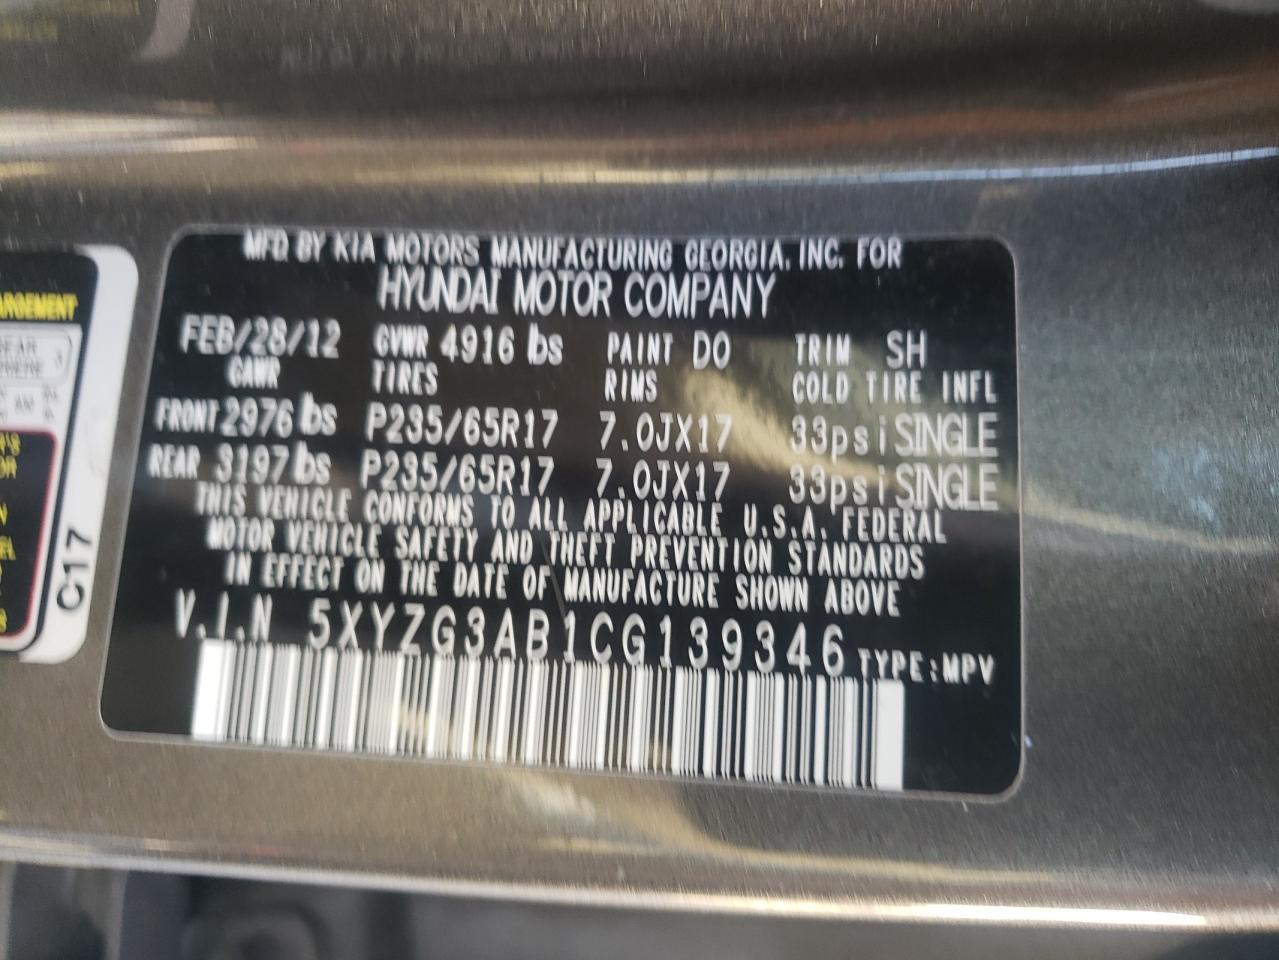 MFD BY KIA MOTORS MANUFACTURING GEORGIA, INC. FOR
HYUNDAI MOTOR COMPANY
FEB/28/12 GVWR 4916 lbs PAINT DO TRIM SH
GAWR TIRES RIMS COLD TIRE INFL
FRONT 2976 lbs P235/65R17 7.0JX17 33psi SINGLE
REAR 3197 lbs P235/65R17 7.0JX17 33psi SINGLE
THIS VEHICLE CONFORMS TO ALL APPLICABLE U.S.A. FEDERAL
MOTOR VEHICLE SAFETY AND THEFT PREVENTION STANDARDS
IN EFFECT ON THE DATE OF MANUFACTURE SHOWN ABOVE
V.I.N 5XYZG3AB1CG139346 TYPE:MPV
C17